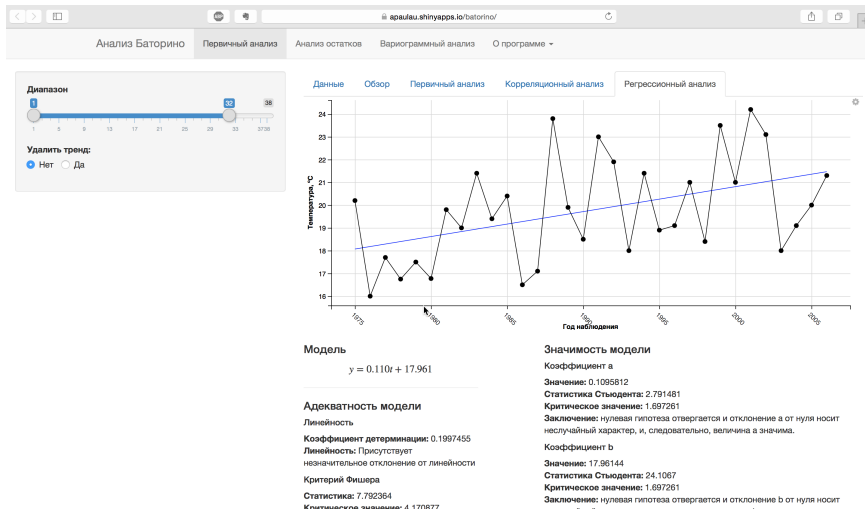 apaulau.shinyapps.io/batorino/
Анализ Баторино
Первичный анализ
Анализ остатков
Вариограммный анализ
О программе
Диапазон
1 32 38
1 5 9 13 17 21 25 29 33 3738
Удалить тренд:
Нет Да
Данные
Обзор
Первичный анализ
Корреляционный анализ
Регрессионный анализ
24
23
22
21
20
19
18
17
16
Температура, °C
1975 1980 1985 1990 1995 2000 2005
Год наблюдения
Модель
y = 0.110t + 17.961
Адекватность модели
Линейность
Коэффициент детерминации: 0.1997455
Линейность: Присутствует
незначительное отклонение от линейности
Критерий Фишера
Статистика: 7.792364
Критическое значение: 4.170877
Значимость модели
Коэффициент a
Значение: 0.1095812
Статистика Стьюдента: 2.791481
Критическое значение: 1.697261
Заключение: нулевая гипотеза отвергается и отклонение a от нуля носит
неслучайный характер, и, следовательно, величина a значима.
Коэффициент b
Значение: 17.96144
Статистика Стьюдента: 24.1067
Критическое значение: 1.697261
Заключение: нулевая гипотеза отвергается и отклонение b от нуля носит